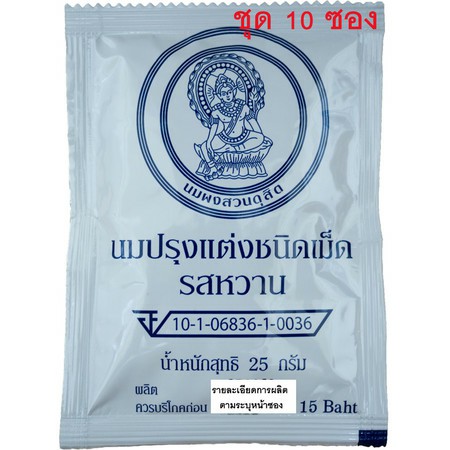 ชุด 10 ซอง
นมผงสวนดุสิต
นมปรุงแต่งชนิดเม็ด
รสหวาน
10-1-06836-1-0036
น้ำหนักสุทธิ 25 กรัม
ผลิต
รายละเอียดการผลิต
ควรบริโภคก่อน ตามระบุหน้าซอง 15 Baht